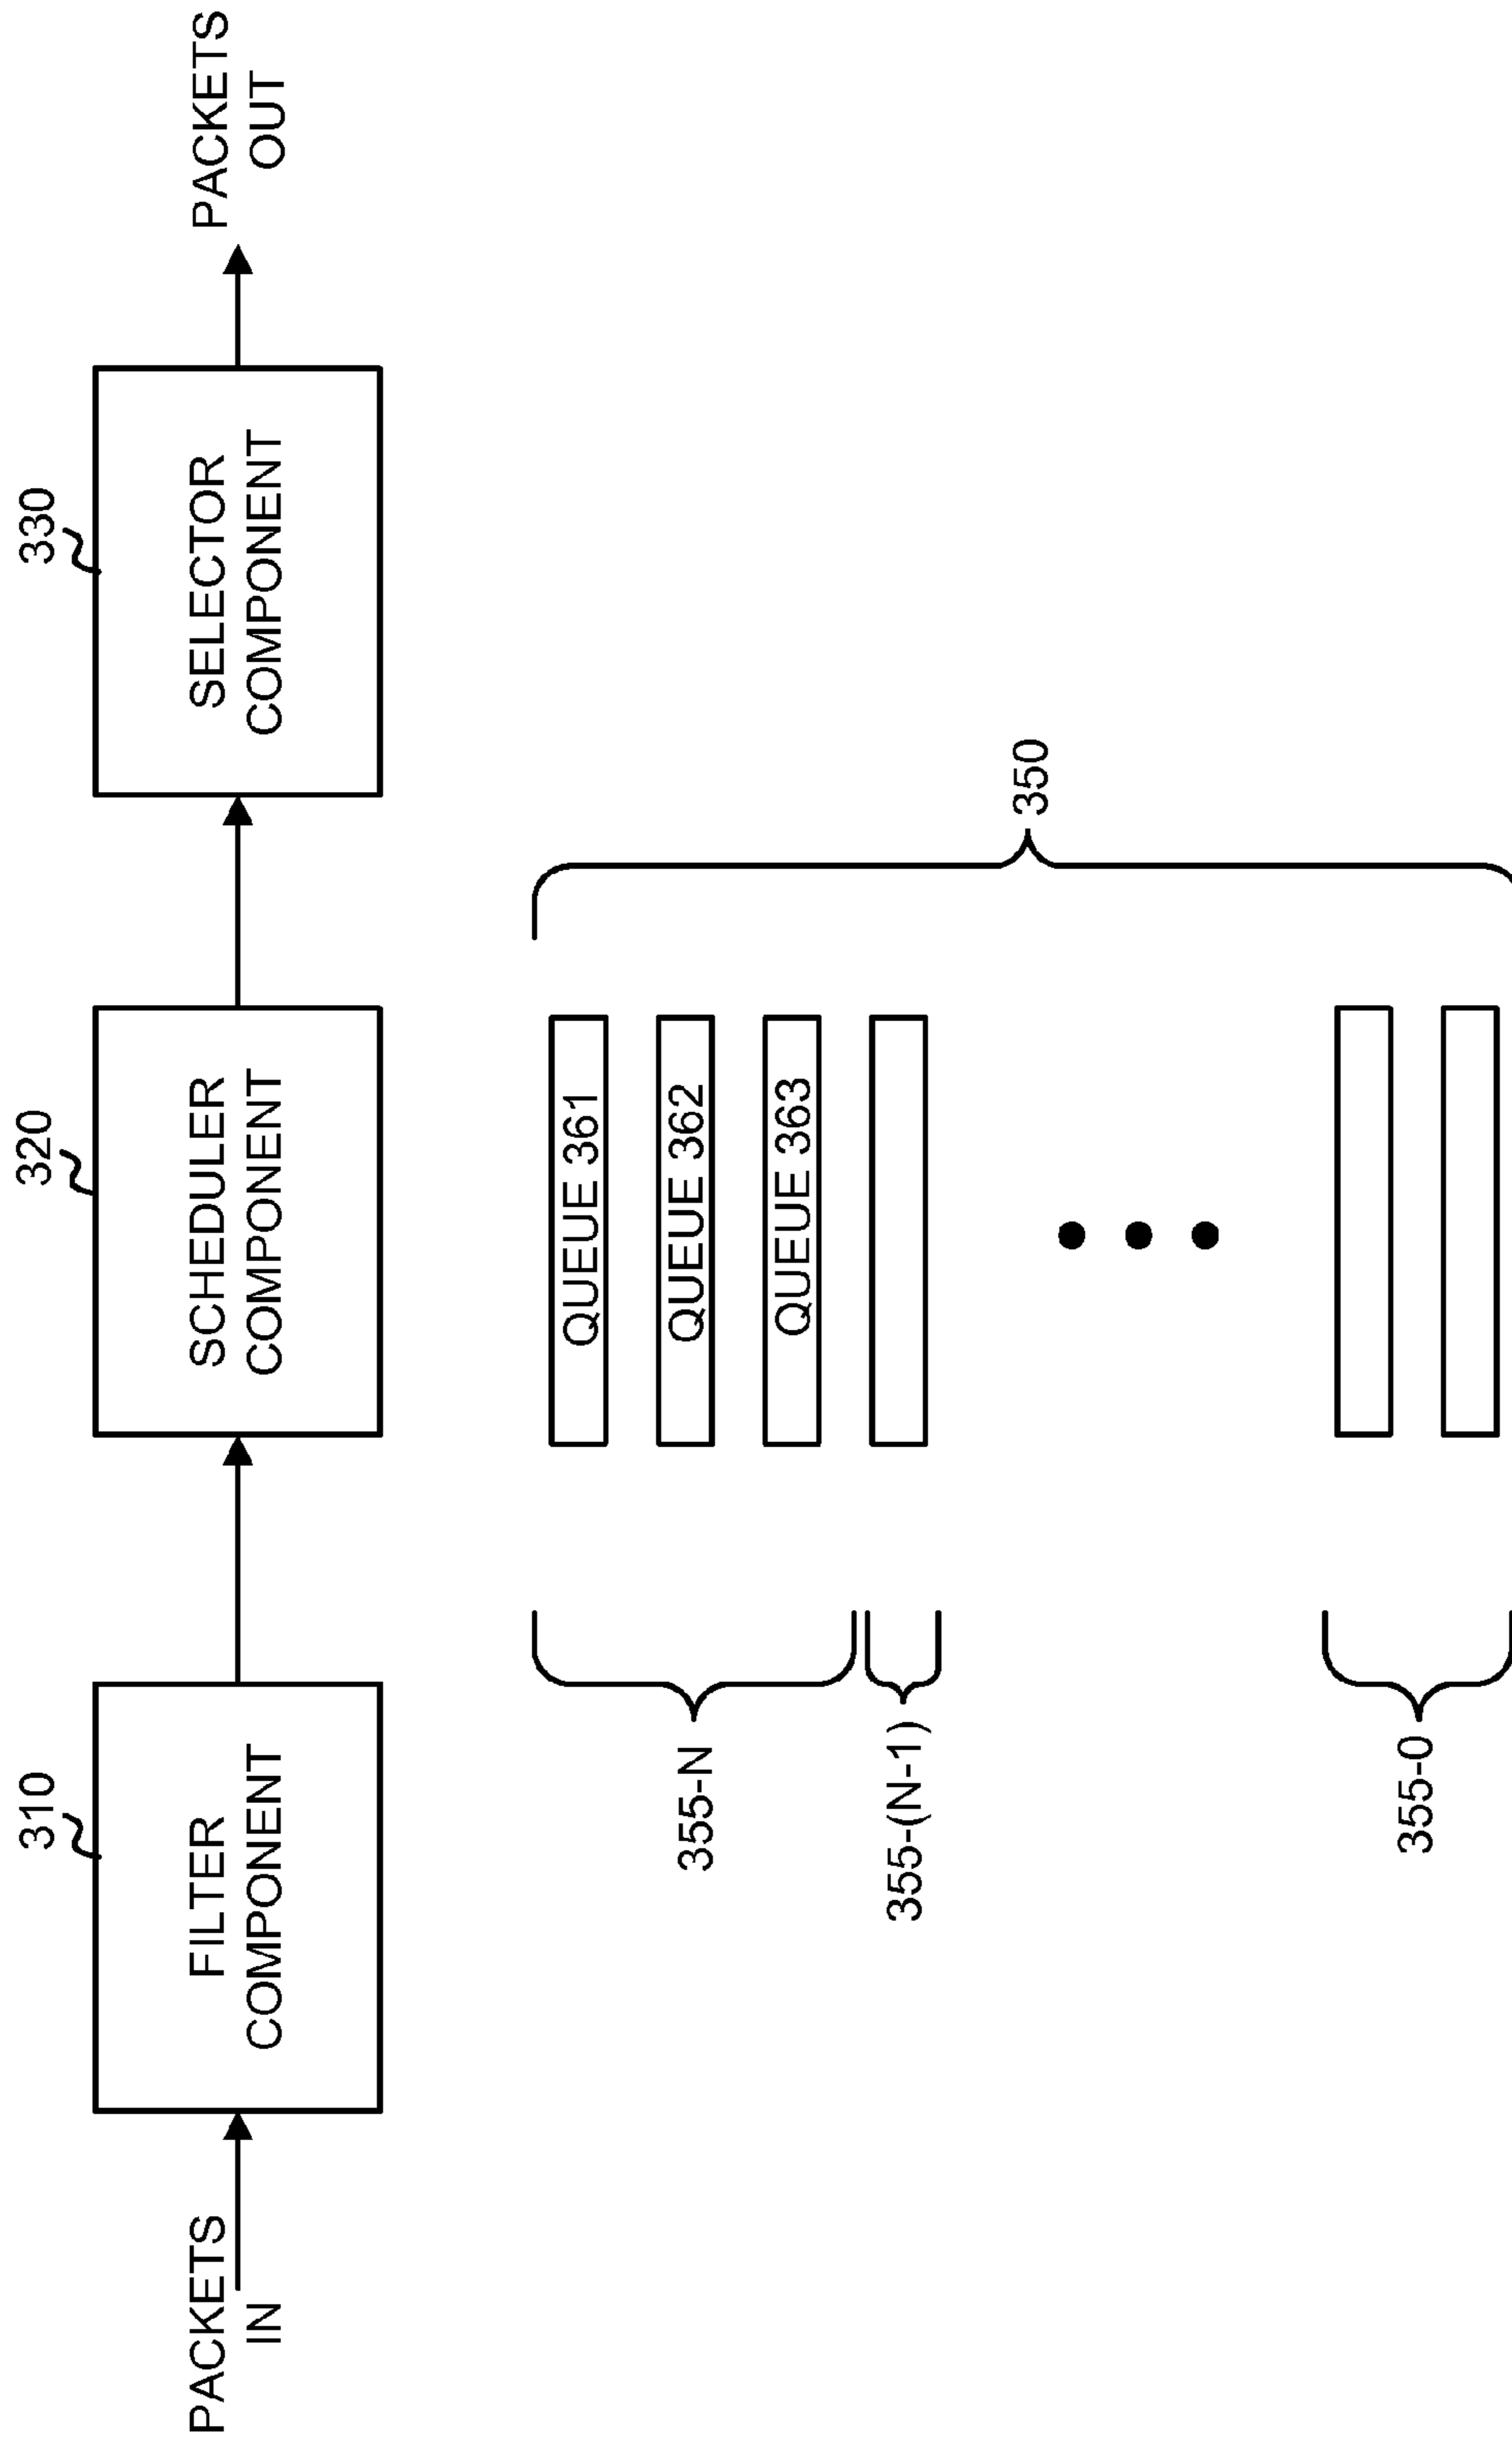 310
320
330
PACKETS
IN
FILTER
COMPONENT
SCHEDULER
COMPONENT
SELECTOR
COMPONENT
PACKETS
OUT
355-N
355-(N-1)
355-0
QUEUE 361
QUEUE 362
QUEUE 363
350